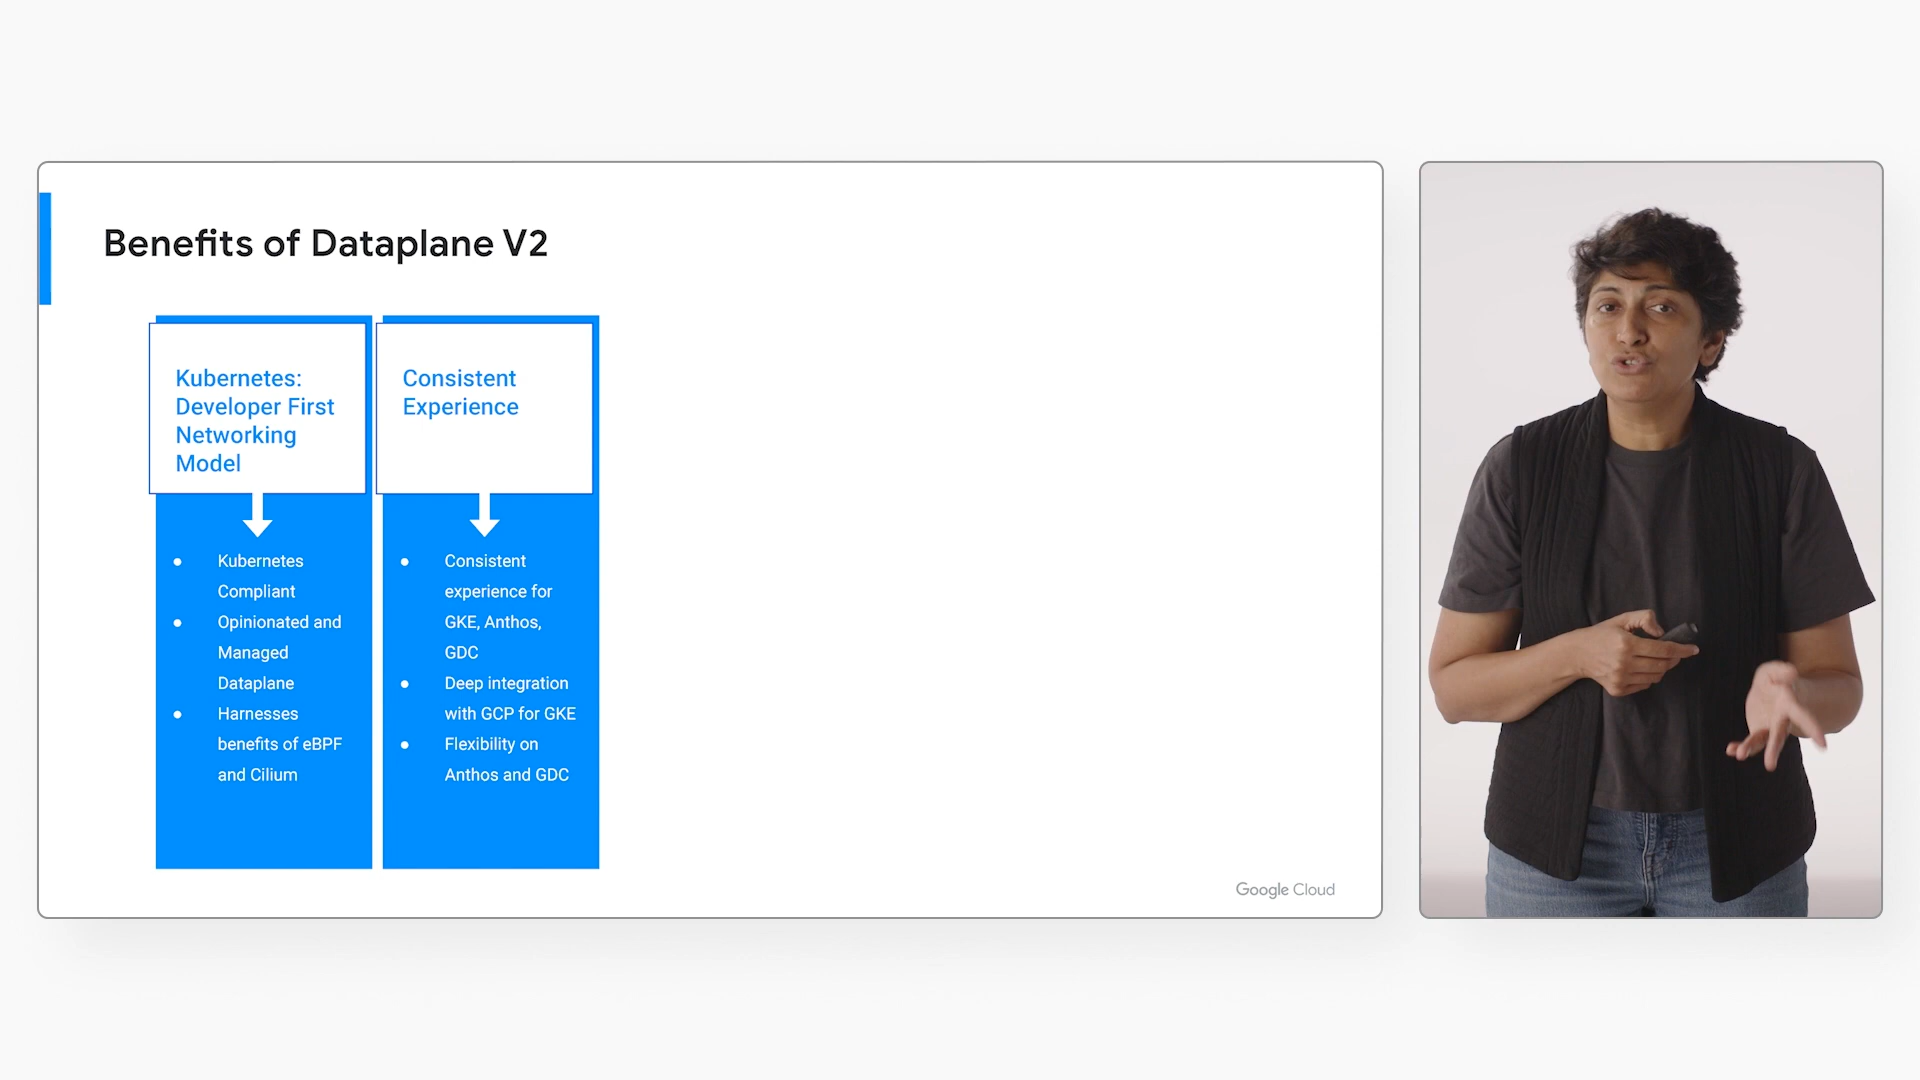 Benefits of Dataplane V2
Kubernetes:
Developer First
Networking
Model
● Kubernetes
Compliant
● Opinionated and
Managed
Dataplane
● Harnesses
benefits of eBPF
and Cilium
Consistent
Experience
● Consistent
experience for
GKE, Anthos,
GDC
● Deep integration
with GCP for GKE
● Flexibility on
Anthos and GDC
Google Cloud